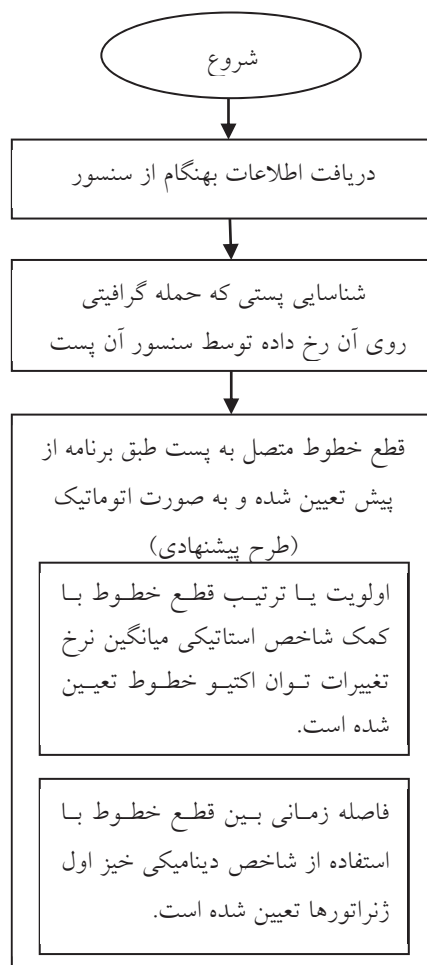 شروع
دریافت اطلاعات بهنگام از سنسور
شناسایی پستی که حمله گرافیتی
روی آن رخ داده توسط سنسور آن پست
قطع خطوط متصل به پست طبق برنامه از
پیش تعیین شده و به صورت اتوماتیک
(طرح پیشنهادی)
اولویت یا ترتیب قطع خطوط با
کمک شاخص استاتیکی میانگین نرخ
تغییرات توان اکتیو خطوط تعیین
شده است.
فاصله زمانی بین قطع خطوط با
استفاده از شاخص دینامیکی خیز اول
ژنراتورها تعیین شده است.